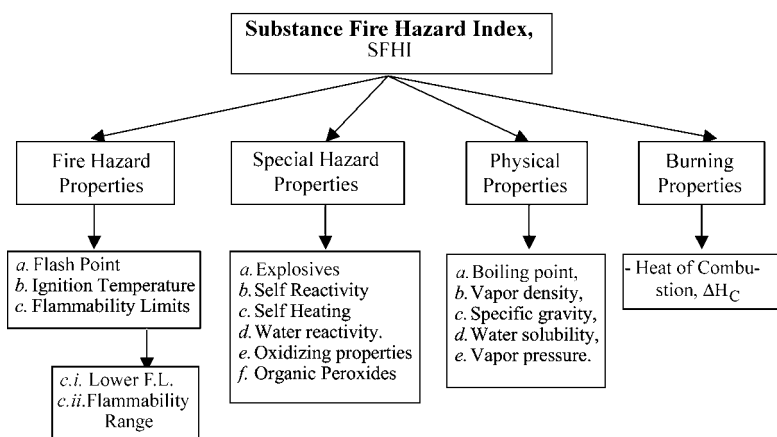 Substance Fire Hazard Index,
SFHI
Fire Hazard
Properties
Special Hazard
Properties
Physical
Properties
Burning
Properties
a. Flash Point
b. Ignition Temperature
c. Flammability Limits
c.i. Lower F.L.
c.ii. Flammability
Range
a. Explosives
b. Self Reactivity
c. Self Heating
d. Water reactivity.
e. Oxidizing properties
f. Organic Peroxides
a. Boiling point,
b. Vapor density,
c. Specific gravity,
d. Water solubility,
e. Vapor pressure.
- Heat of Combu-
stion, ΔHC